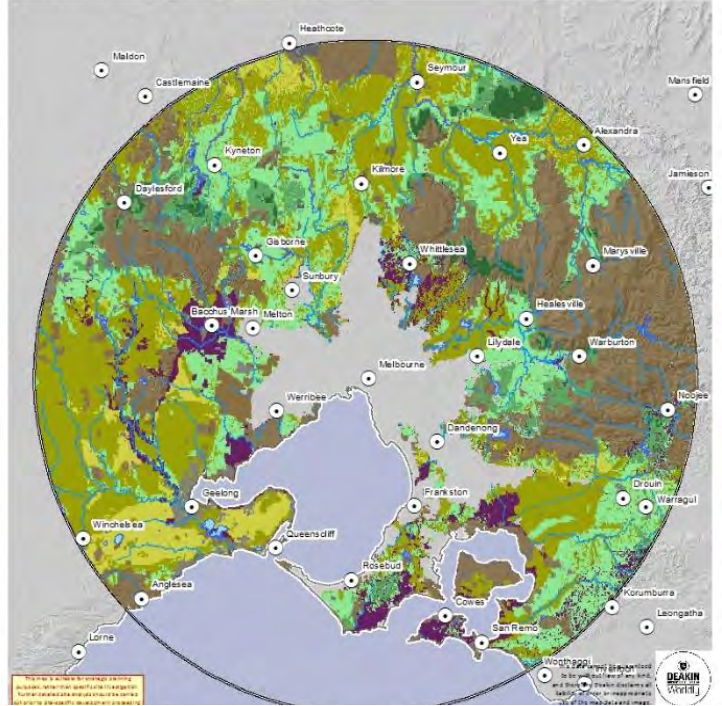 Heathcote
Maldon
Castlemaine
Seymour
Mansfield
Yea
Alexandra
Kyneton
Kilmore
Jamieson
Daylesford
Gisborne
Whittlesea
Marysville
Sunbury
Bacchus Marsh
Melton
Healesville
Lilydale
Warburton
Melbourne
Werribee
Noojee
Dandenong
Geelong
Frankston
Drouin
Warragul
Winchelsea
Queenscliff
Rosebud
Anglesea
Cowes
Korumburra
Leongatha
San Remo
Lorne
Wonthaggi
DEAKIN
Worldly